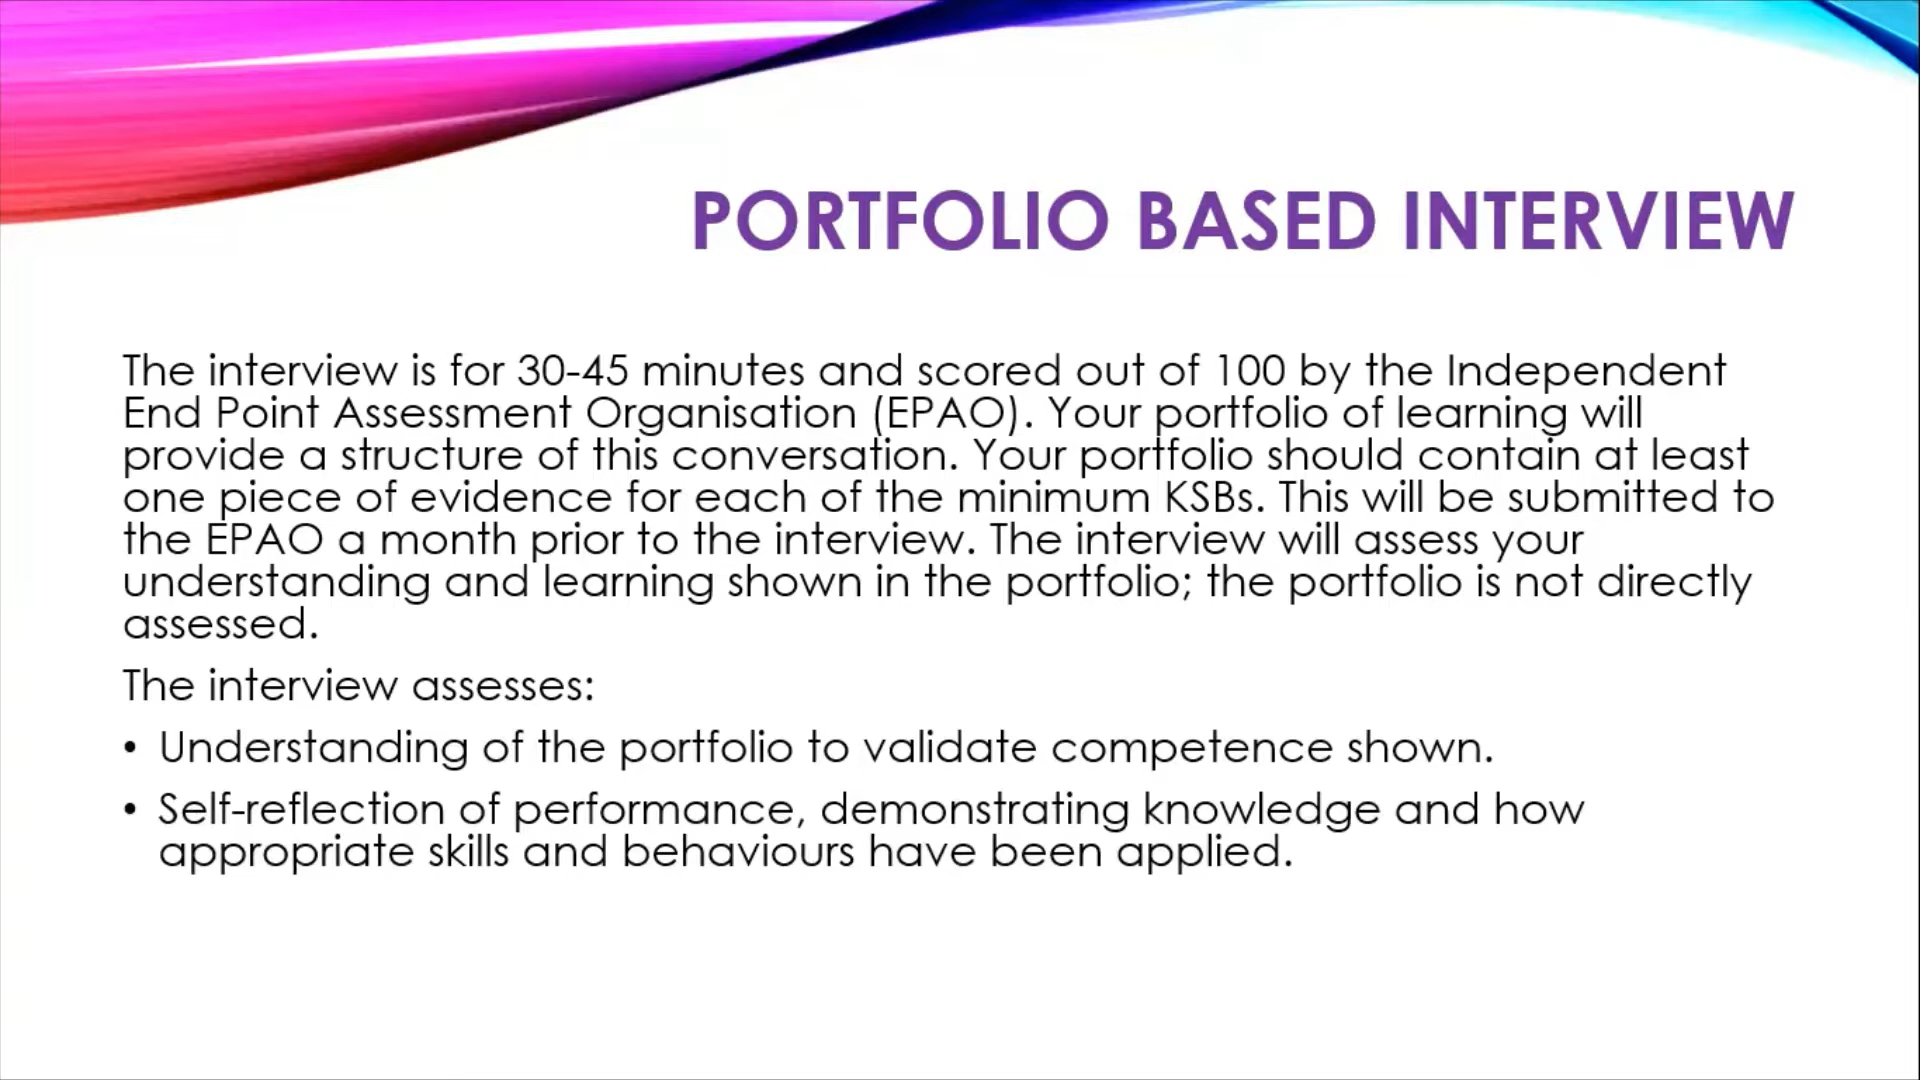 PORTFOLIO BASED INTERVIEW
The interview is for 30-45 minutes and scored out of 100 by the Independent
End Point Assessment Organisation (EPAO). Your portfolio of learning will
provide a structure of this conversation. Your portfolio should contain at least
one piece of evidence for each of the minimum KSBs. This will be submitted to
the EPAO a month prior to the interview. The interview will assess your
understanding and learning shown in the portfolio; the portfolio is not directly
assessed.
The interview assesses:
• Understanding of the portfolio to validate competence shown.
• Self-reflection of performance, demonstrating knowledge and how
appropriate skills and behaviours have been applied.